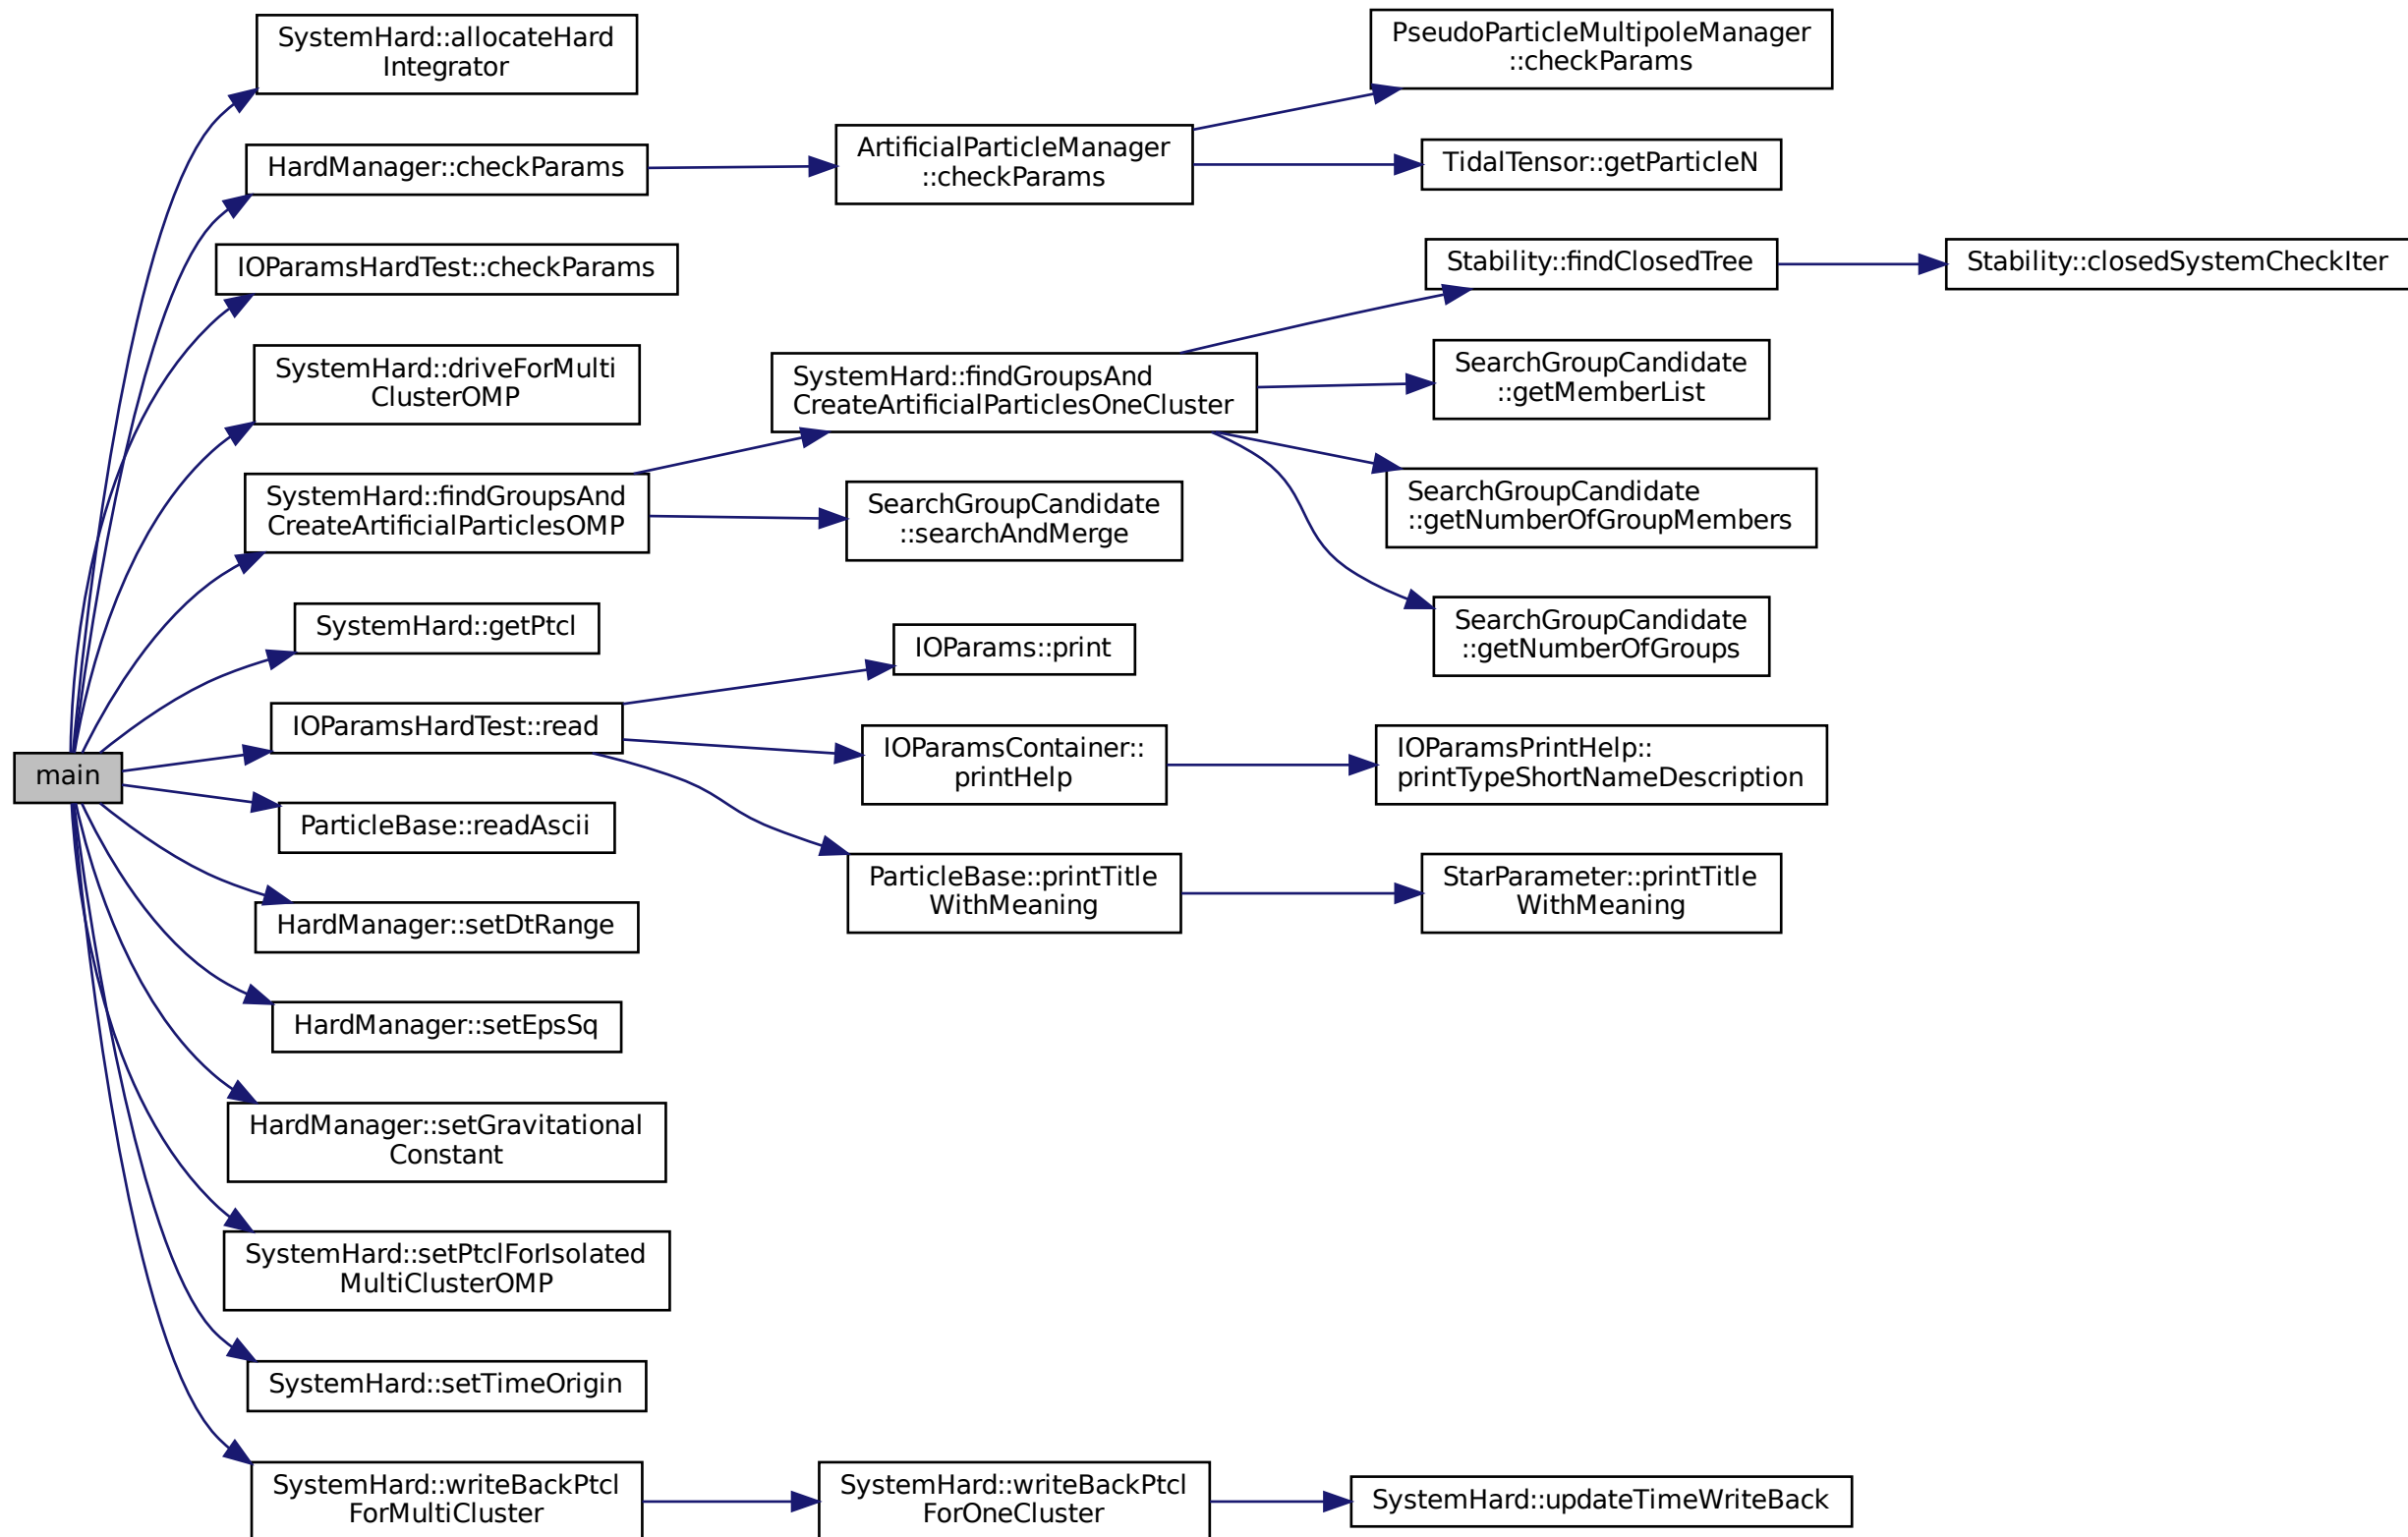 SystemHard::allocateHard
Integrator
HardManager::checkParams
IOParamsHardTest::checkParams
SystemHard::driveForMulti
ClusterOMP
SystemHard::findGroupsAnd
CreateArtificialParticlesOMP
SystemHard::getPtcl
IOParamsHardTest::read
main
ParticleBase::readAscii
HardManager::setDtRange
HardManager::setEpsSq
HardManager::setGravitational
Constant
SystemHard::setPtclForIsolated
MultiClusterOMP
SystemHard::setTimeOrigin
SystemHard::writeBackPtcl
ForMultiCluster
ArtificialParticleManager
::checkParams
SystemHard::findGroupsAnd
CreateArtificialParticlesOneCluster
SearchGroupCandidate
::searchAndMerge
IOParams::print
IOParamsContainer::
printHelp
ParticleBase::printTitle
WithMeaning
SystemHard::writeBackPtcl
ForOneCluster
PseudoParticleMultipoleManager
::checkParams
TidalTensor::getParticleN
Stability::findClosedTree
SearchGroupCandidate
::getMemberList
SearchGroupCandidate
::getNumberOfGroupMembers
SearchGroupCandidate
::getNumberOfGroups
IOParamsPrintHelp::
printTypeShortNameDescription
StarParameter::printTitle
WithMeaning
SystemHard::updateTimeWriteBack
Stability::closedSystemCheckIter